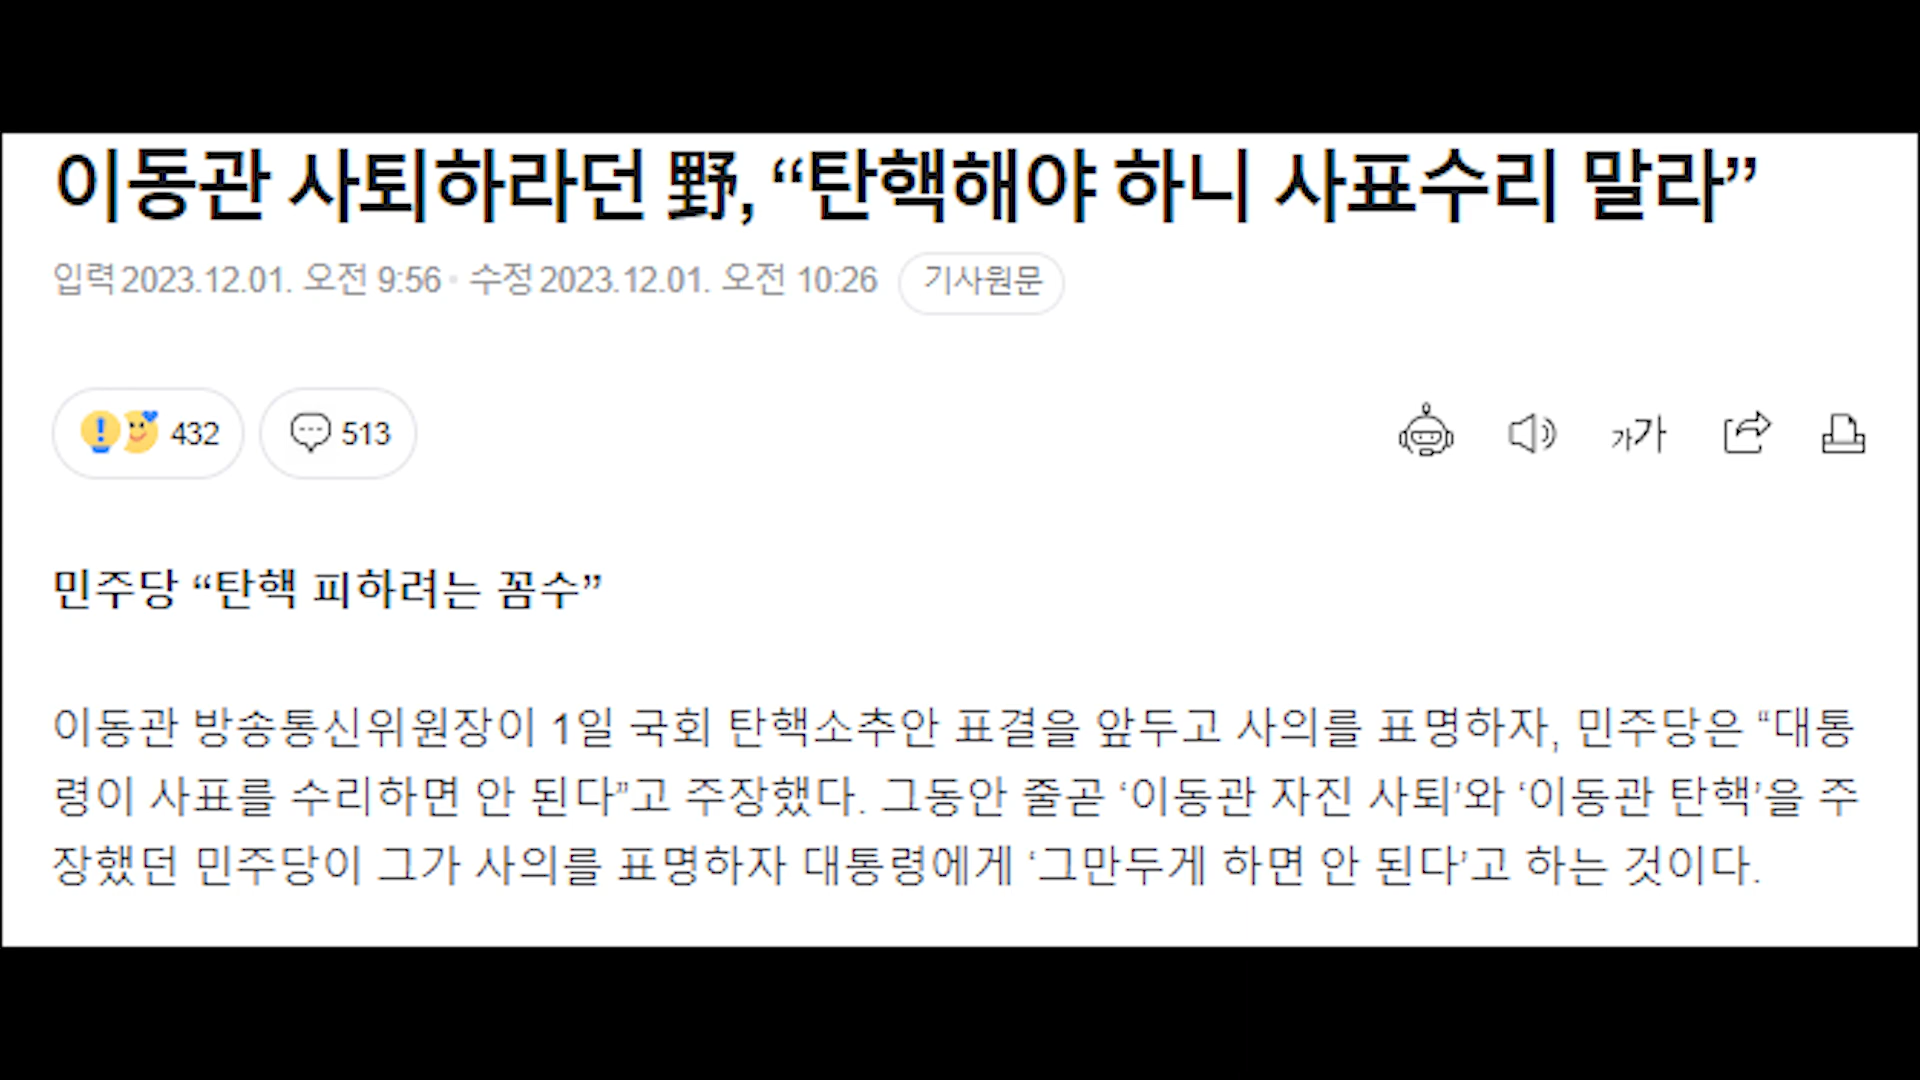 이동관 사퇴하라던 野, “탄핵해야 하니 사표수리 말라”
입력 2023.12.01. 오전 9:56 · 수정 2023.12.01. 오전 10:26 기사원문
432 513 가가
민주당 “탄핵 피하려는 꼼수”
이동관 방송통신위원장이 1일 국회 탄핵소추안 표결을 앞두고 사의를 표명하자, 민주당은 “대통
령이 사표를 수리하면 안 된다”고 주장했다. 그동안 줄곧 ‘이동관 자진 사퇴’와 ‘이동관 탄핵’을 주
장했던 민주당이 그가 사의를 표명하자 대통령에게 ‘그만두게 하면 안 된다’고 하는 것이다.